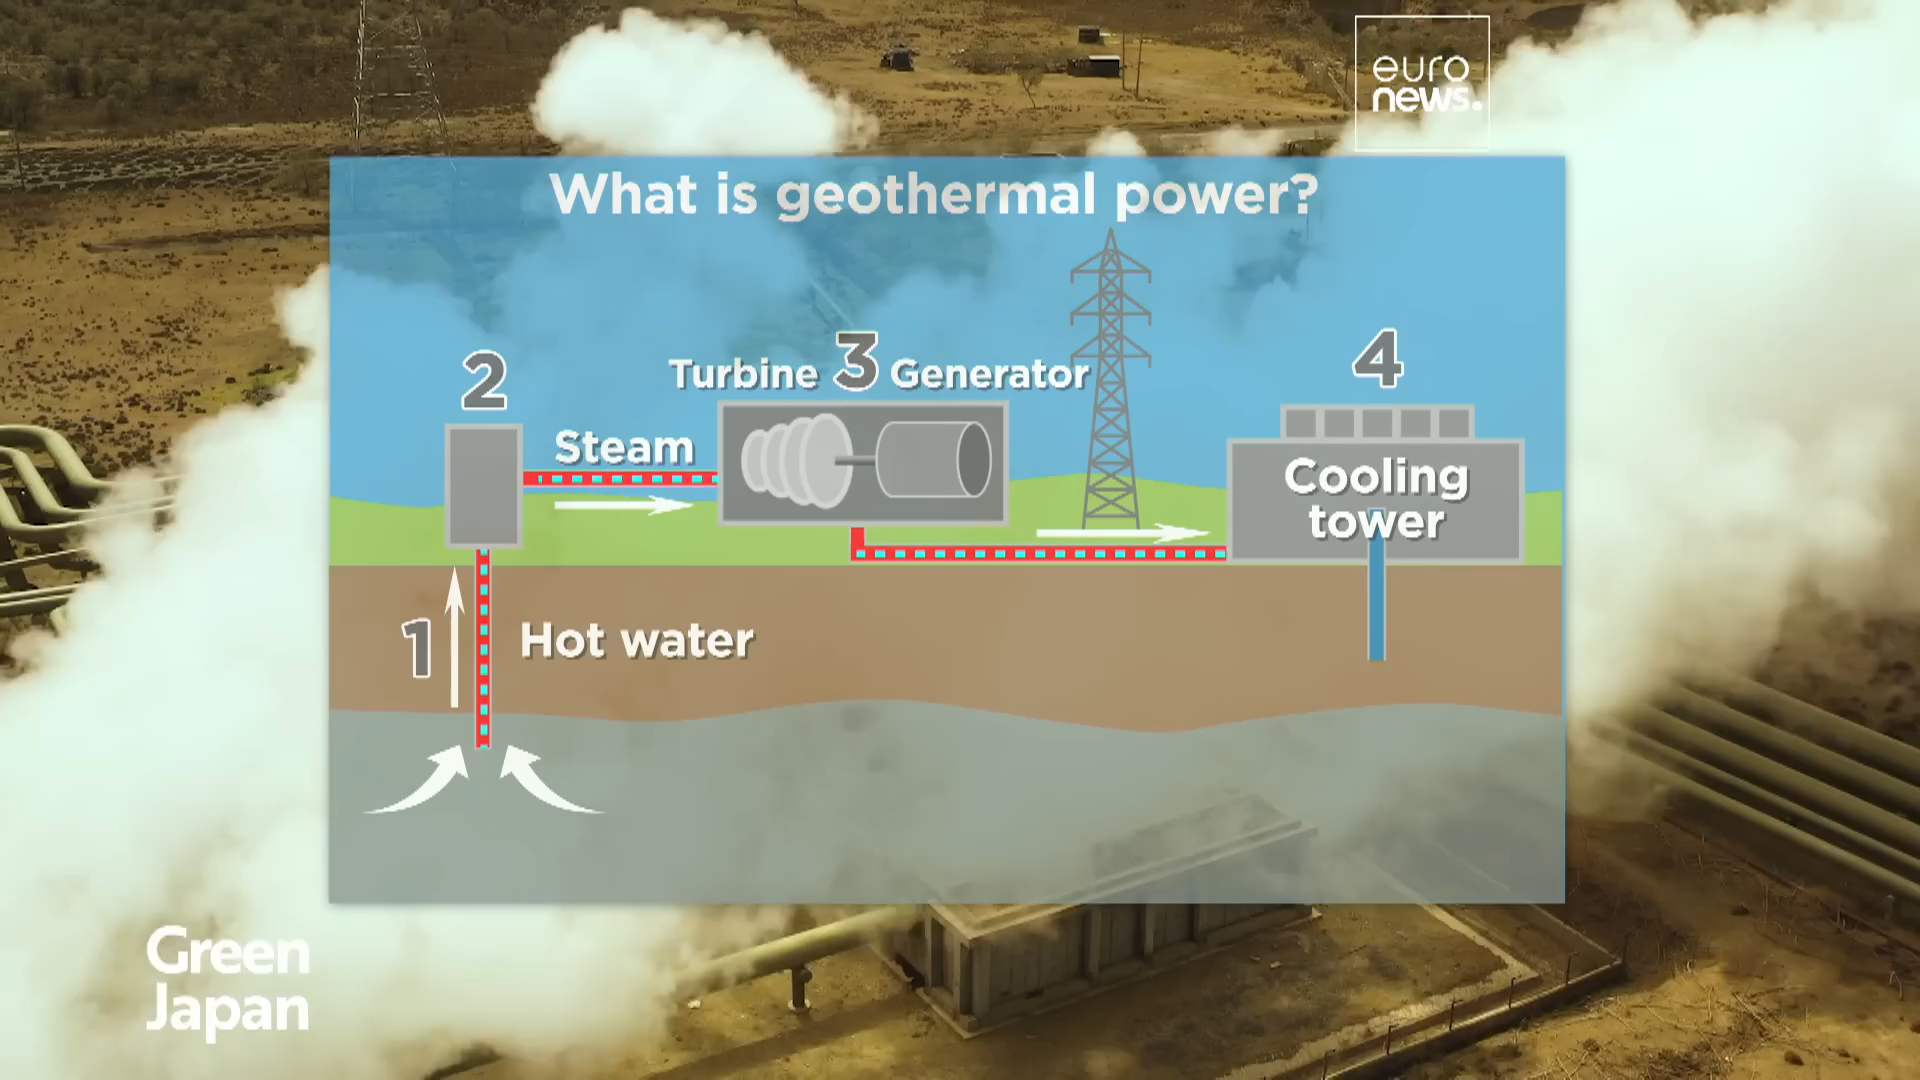 euro
news.
What is geothermal power?
2
Turbine 3 Generator
4
Steam
Cooling
tower
1
Hot water
Green
Japan